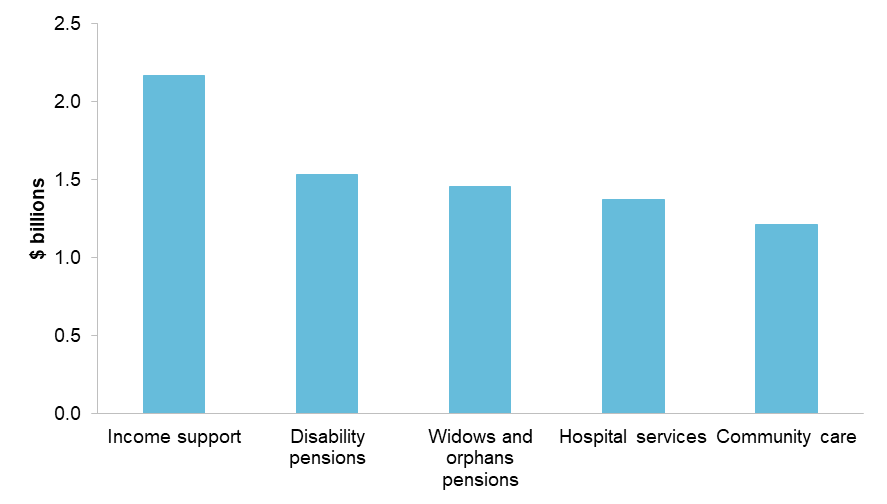 2.5
2.0
1.5
1.0
0.5
0.0
$ billions
Income support
Disability
pensions
Widows and
orphans
pensions
Hospital services
Community care